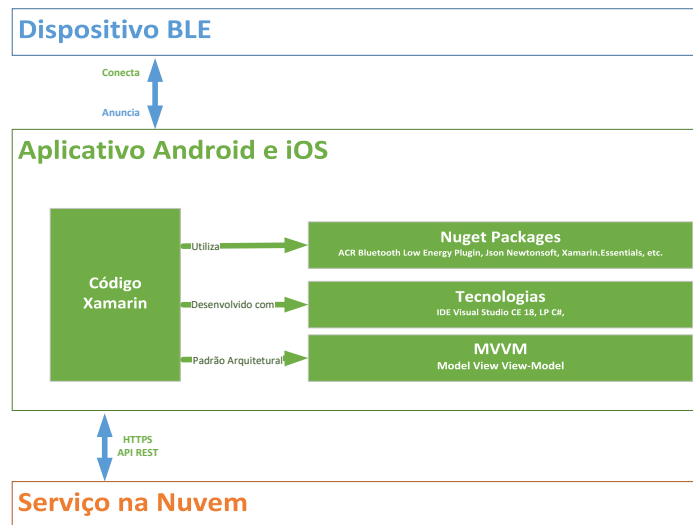 Dispositivo BLE
Conecta
Anuncia
Aplicativo Android e iOS
Código
Xamarin
Utiliza
Nuget Packages
ACR Bluetooth Low Energy Plugin, Json Newtonsoft, Xamarin.Essentials, etc.
Desenvolvido com
Tecnologias
IDE Visual Studio CE 18, LP C#,
Padrão Arquitetural
MVVM
Model View View-Model
HTTPS
API REST
Serviço na Nuvem